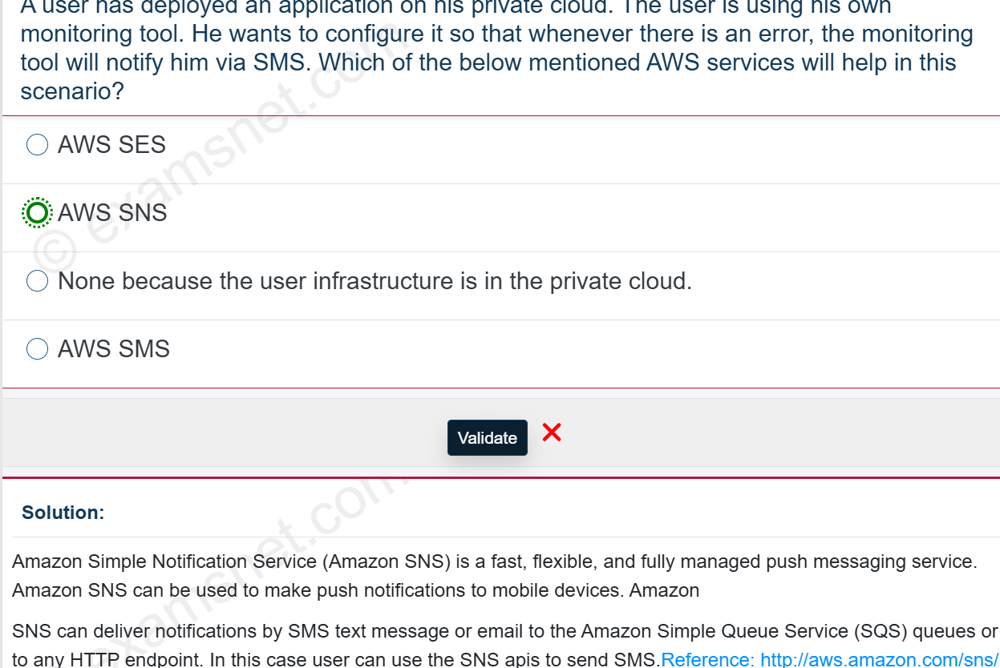 A user has deployed an application on his private cloud. The user is using his own
monitoring tool. He wants to configure it so that whenever there is an error, the monitoring
tool will notify him via SMS. Which of the below mentioned AWS services will help in this
scenario?
AWS SES
AWS SNS
None because the user infrastructure is in the private cloud.
AWS SMS
© examsnet.com
Validate
Solution:
Amazon Simple Notification Service (Amazon SNS) is a fast, flexible, and fully managed push messaging service.
Amazon SNS can be used to make push notifications to mobile devices. Amazon
SNS can deliver notifications by SMS text message or email to the Amazon Simple Queue Service (SQS) queues or
to any HTTP endpoint. In this case user can use the SNS apis to send SMS.Reference: http://aws.amazon.com/sns/
examsnet.com